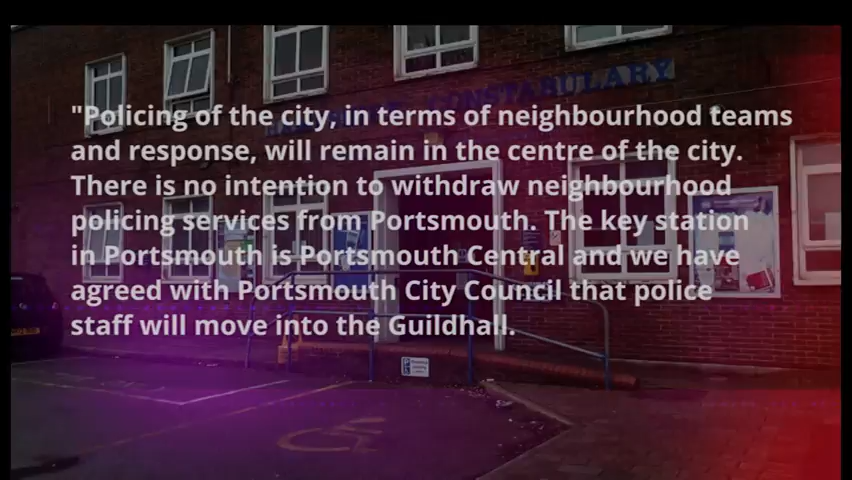 CONSTABULARY
"Policing of the city, in terms of neighbourhood teams
and response, will remain in the centre of the city.
There is no intention to withdraw neighbourhood
policing services from Portsmouth. The key station
in Portsmouth is Portsmouth Central and we have
agreed with Portsmouth City Council that police
staff will move into the Guildhall.